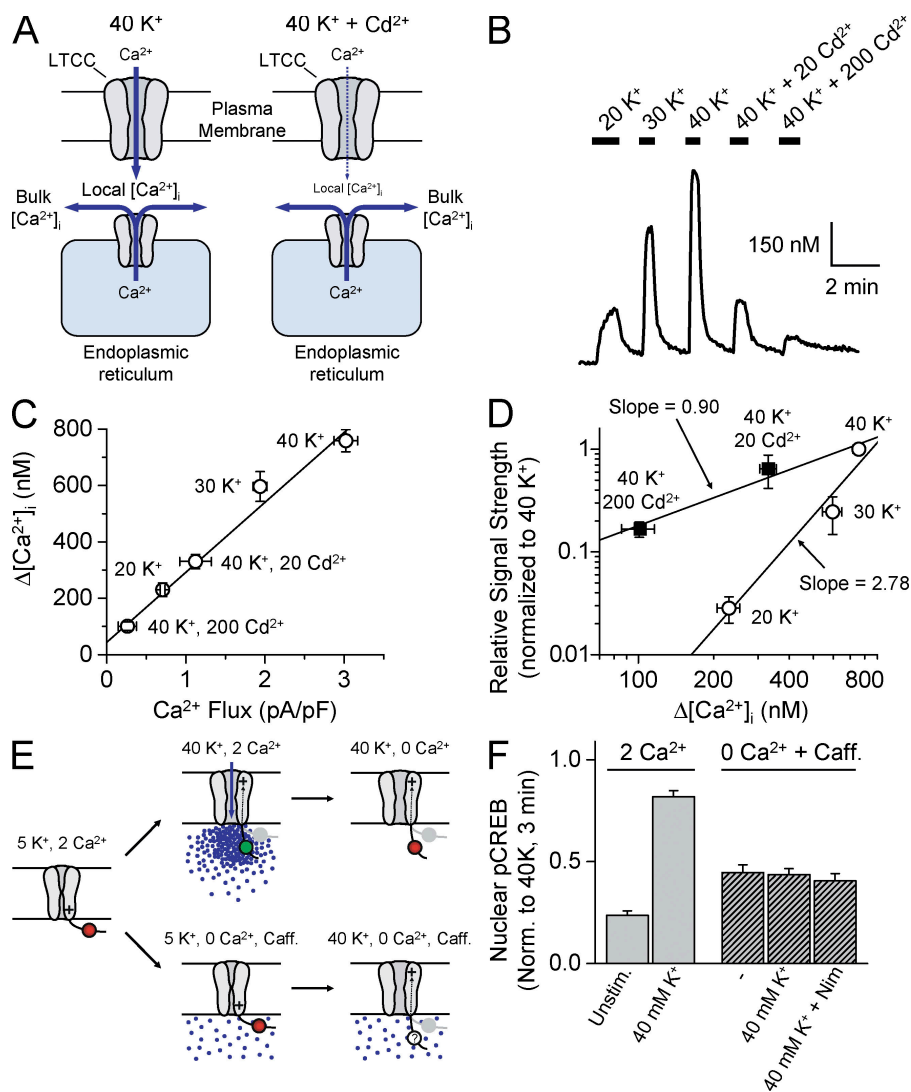 A
40 K⁺
40 K⁺ + Cd²⁺
LTCC
Ca²⁺
LTCC
Ca²⁺
Plasma
Membrane
Local [Ca²⁺]ᵢ
Local [Ca²⁺]ᵢ
Bulk
[Ca²⁺]ᵢ
Bulk
[Ca²⁺]ᵢ
Ca²⁺
Ca²⁺
Endoplasmic
reticulum
Endoplasmic
reticulum
B
20 K⁺
30 K⁺
40 K⁺
40 K⁺ + 20 Cd²⁺
40 K⁺ + 200 Cd²⁺
150 nM
2 min
C
Δ[Ca²⁺]ᵢ (nM)
800
600
400
200
0
40 K⁺
30 K⁺
20 K⁺
40 K⁺, 20 Cd²⁺
40 K⁺, 200 Cd²⁺
0
1
2
3
Ca²⁺ Flux (pA/pF)
D
Relative Signal Strength
(normalized to 40 K⁺)
1
0.1
0.01
Slope = 0.90
40 K⁺
20 Cd²⁺
40 K⁺
40 K⁺
200 Cd²⁺
30 K⁺
20 K⁺
Slope = 2.78
100
200
400
800
Δ[Ca²⁺]ᵢ (nM)
E
40 K⁺, 2 Ca²⁺
40 K⁺, 0 Ca²⁺
+
+
5 K⁺, 2 Ca²⁺
+
5 K⁺, 0 Ca²⁺, Caff.
40 K⁺, 0 Ca²⁺, Caff.
+
+
?
F
Nuclear pCREB
(Norm. to 40K, 3 min)
1.0
0.5
0.0
2 Ca²⁺
0 Ca²⁺ + Caff.
Unstim.
40 mM K⁺
-
40 mM K⁺
40 mM K⁺ + Nim